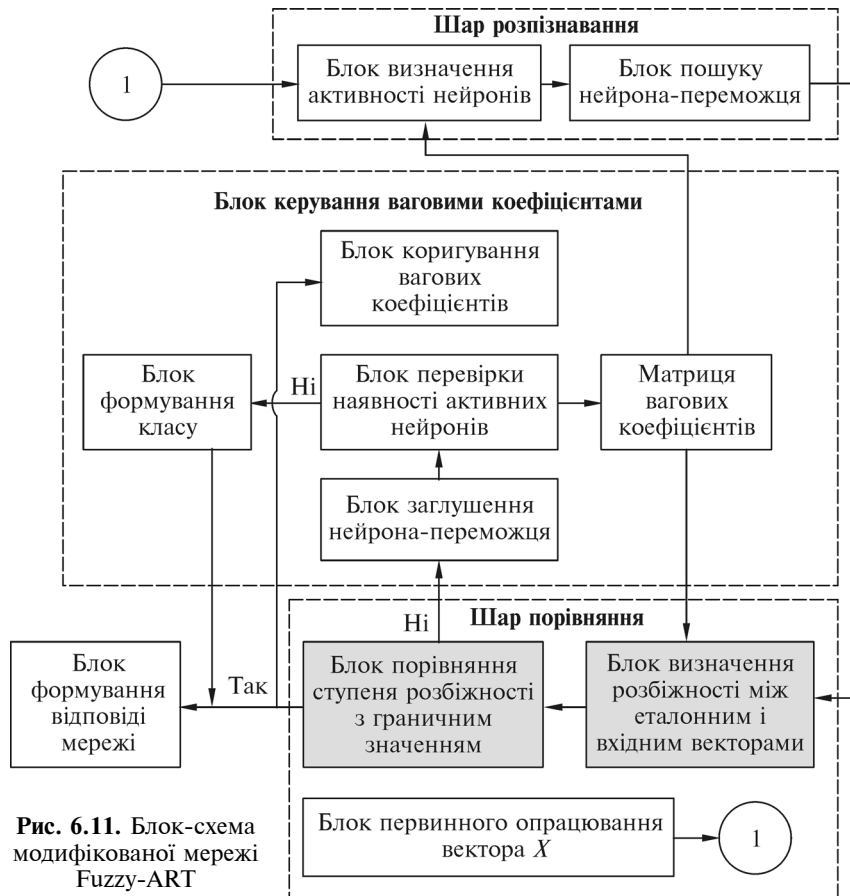 Шар розпізнавання
1
Блок визначення
активності нейронів
Блок пошуку
нейрона-переможця
Блок керування ваговими коефіцієнтами
Блок коригування
вагових
коефіцієнтів
Блок
формування
класу
Ні
Блок перевірки
наявності активних
нейронів
Матриця
вагових
коефіцієнтів
Блок заглушення
нейрона-переможця
Ні
Шар порівняння
Блок
формування
відповіді
мережі
Так
Блок порівняння
ступеня розбіжності
з граничним
значенням
Блок визначення
розбіжності між
еталонним і
вхідним векторами
Блок первинного опрацювання
вектора X
1
Рис. 6.11. Блок-схема
модифікованої мережі
Fuzzy-ART